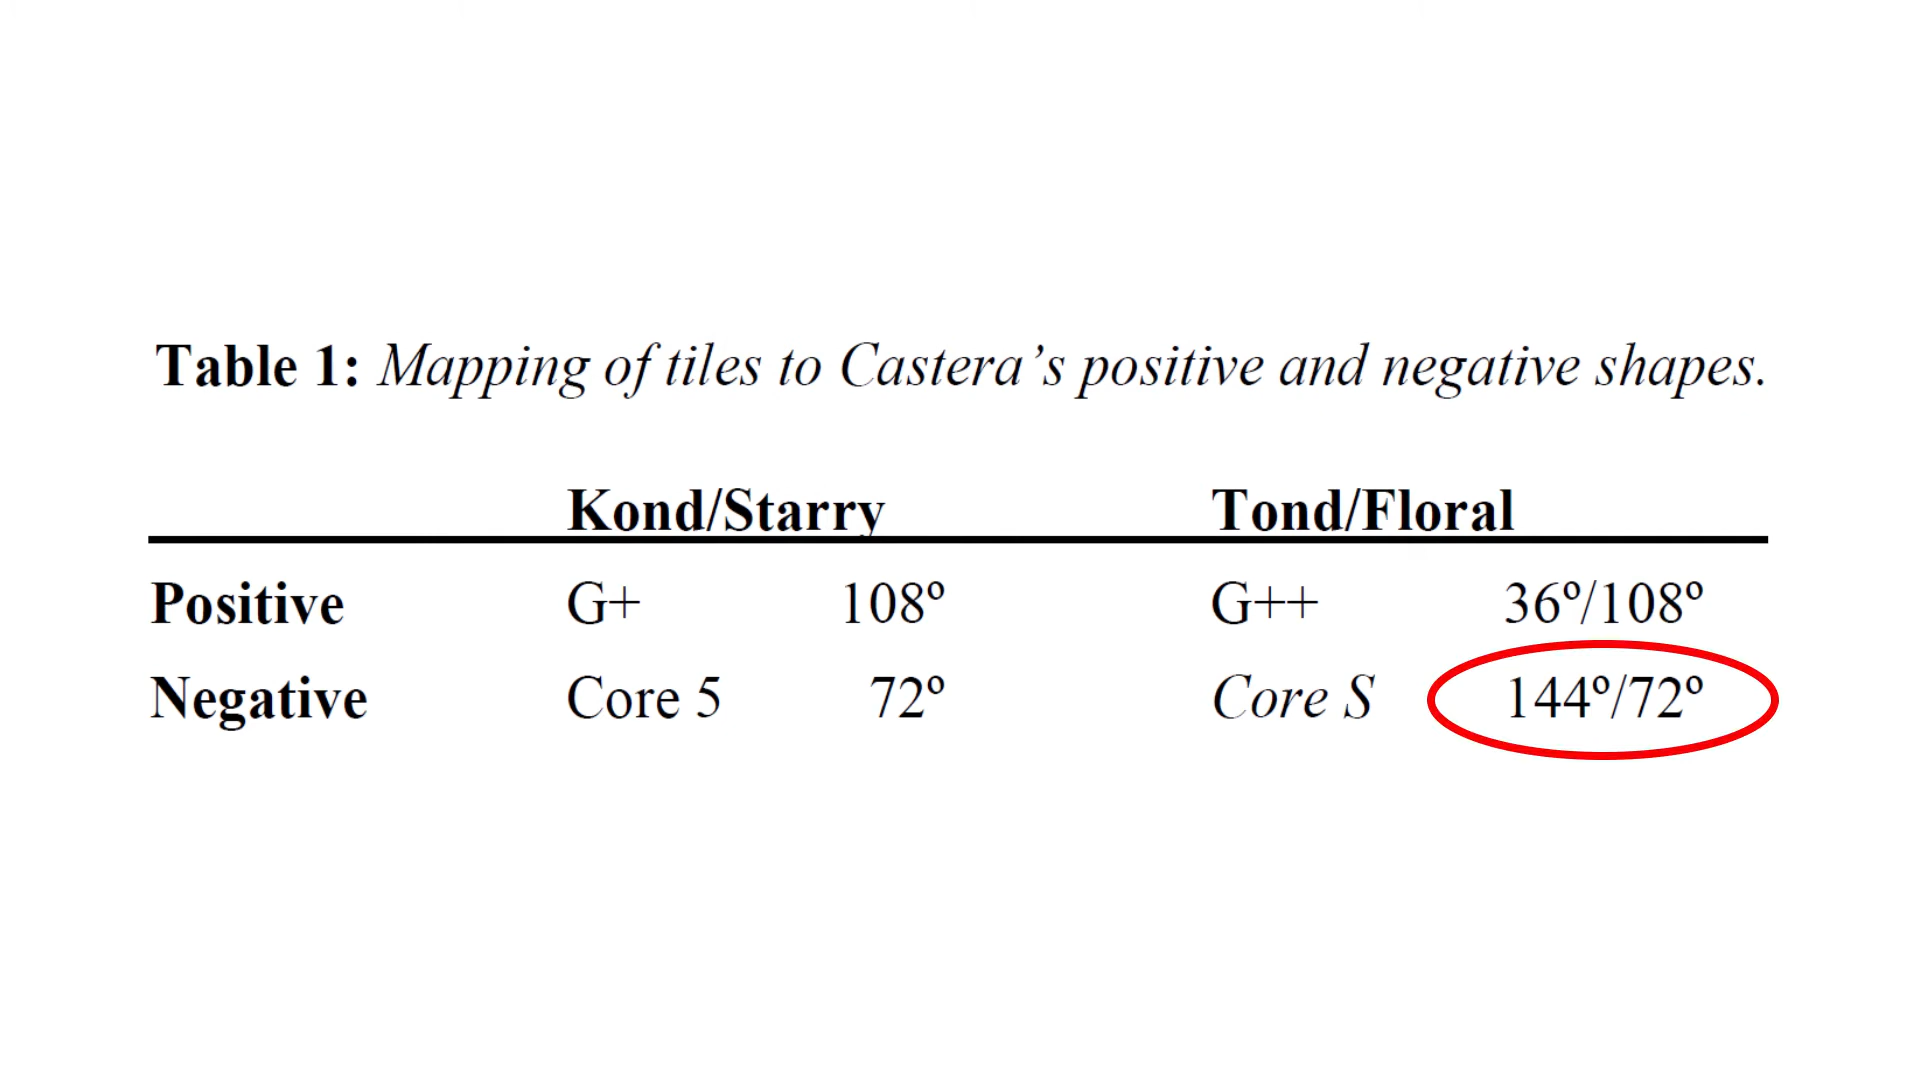 Table 1: Mapping of tiles to Castera's positive and negative shapes.
Kond/Starry Tond/Floral
Positive G+ 108º G++ 36º/108º
Negative Core 5 72º Core S 144º/72º